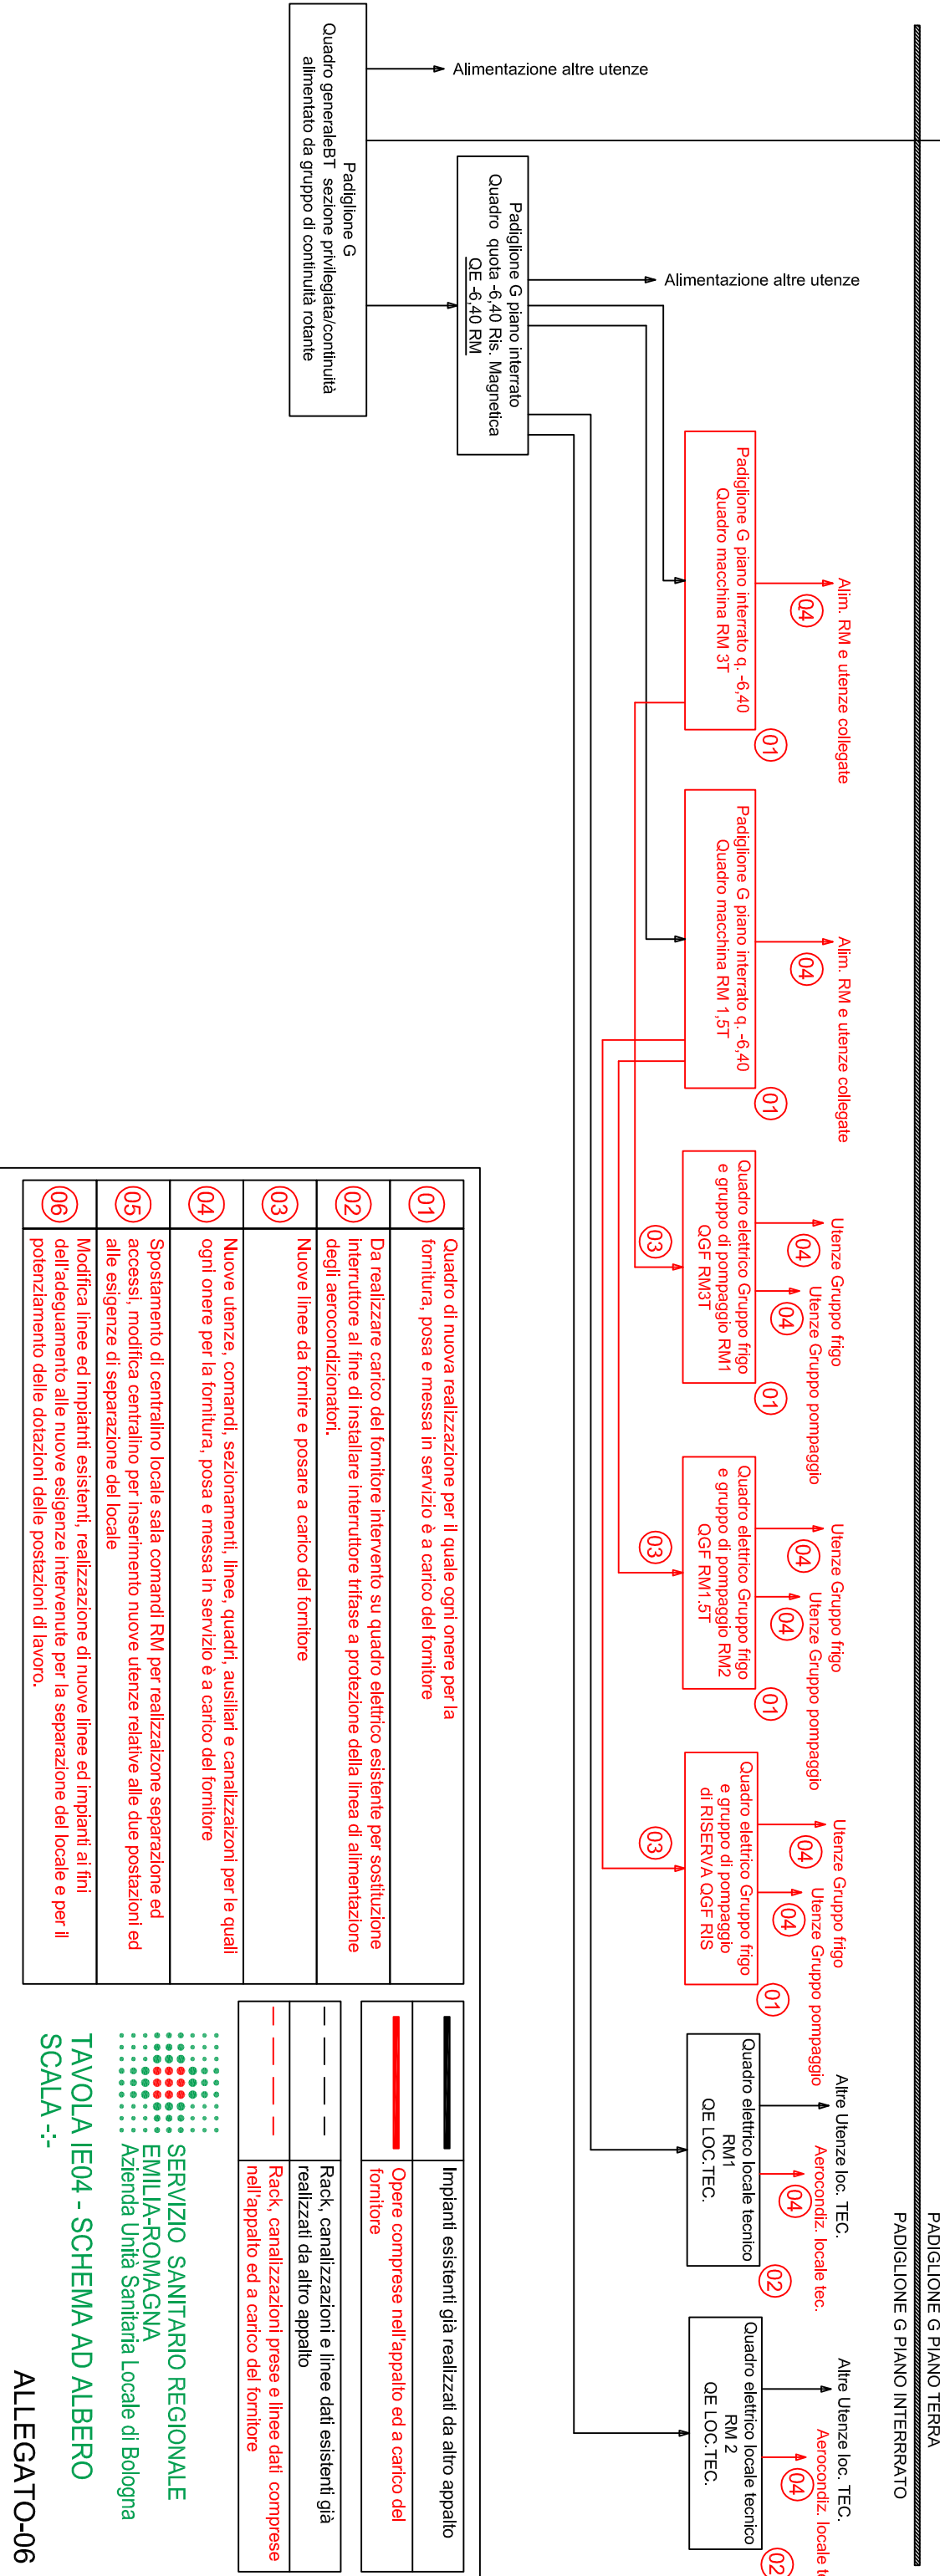 PADIGLIONE G PIANO TERRA
PADIGLIONE G PIANO INTERRRATO
Alimentazione altre utenze
Padiglione G
Quadro generaleBT sezione privilegiata/continuità
alimentato da gruppo di continuità rotante
Alimentazione altre utenze
Padiglione G piano interrato
Quadro quota -6,40 Ris. Magnetica
QE -6,40 RM
Alim. RM e utenze collegate
04
Padiglione G piano interrato q. -6,40
Quadro macchina RM 3T
01
Alim. RM e utenze collegate
04
Padiglione G piano interrato q. -6,40
Quadro macchina RM 1,5T
01
Utenze Gruppo frigo
04
Utenze Gruppo pompaggio
04
Quadro elettrico Gruppo frigo
e gruppo di pompaggio RM1
QGF RM3T
01
03
Utenze Gruppo frigo
04
Utenze Gruppo pompaggio
04
Quadro elettrico Gruppo frigo
e gruppo di pompaggio RM2
QGF RM1.5T
01
03
Utenze Gruppo frigo
04
Utenze Gruppo pompaggio
04
Quadro elettrico Gruppo frigo
e gruppo di pompaggio
di RISERVA QGF RIS
01
03
Altre Utenze loc. TEC.
Aerocondiz. locale tec.
04
Quadro elettrico locale tecnico
RM1
QE LOC.TEC.
02
Altre Utenze loc. TEC.
Aerocondiz. locale
04
Quadro elettrico locale tecnico
RM 2
QE LOC.TEC.
02
01
Quadro di nuova realizzazione per il quale ogni onere per la
fornitura, posa e messa in servizio è a carico del fornitore
02
Da realizzare carico del fornitore intervento su quadro elettrico esistente per sostituzione
interruttore al fine di installare interruttore trifase a protezione della linea di alimentazione
degli aerocondizionatori.
03
Nuove linee da fornire e posare a carico del fornitore
04
Nuove utenze, comandi, sezionamenti, linee, quadri, ausiliari e canalizzaizoni per le quali
ogni onere per la fornitura, posa e messa in servizio è a carico del fornitore
05
Spostamento di centralino locale sala comandi RM per realizzaizone separazione ed
accessi, modifica centralino per inserimento nuove utenze relative alle due postazioni ed
alle esigenze di separazione del locale
06
Modifica linee ed impiatnti esistenti, realizzazione di nuove linee ed impianti ai fini
dell'adeguamento alle nuove esigenze intervenute per la separazione del locale e per il
potenziamento delle dotazioni delle postazioni di lavoro.
Impianti esistenti già realizzati da altro appalto
Opere comprese nell'appalto ed a carico del
fornitore
Rack, canalizzazioni e linee dati esistenti già
realizzati da altro appalto
Rack, canalizzazioni prese e linee dati comprese
nell'appalto ed a carico del fornitore
SERVIZIO SANITARIO REGIONALE
EMILIA-ROMAGNA
Azienda Unità Sanitaria Locale di Bologna
TAVOLA IE04 - SCHEMA AD ALBERO
SCALA -:-
ALLEGATO-06